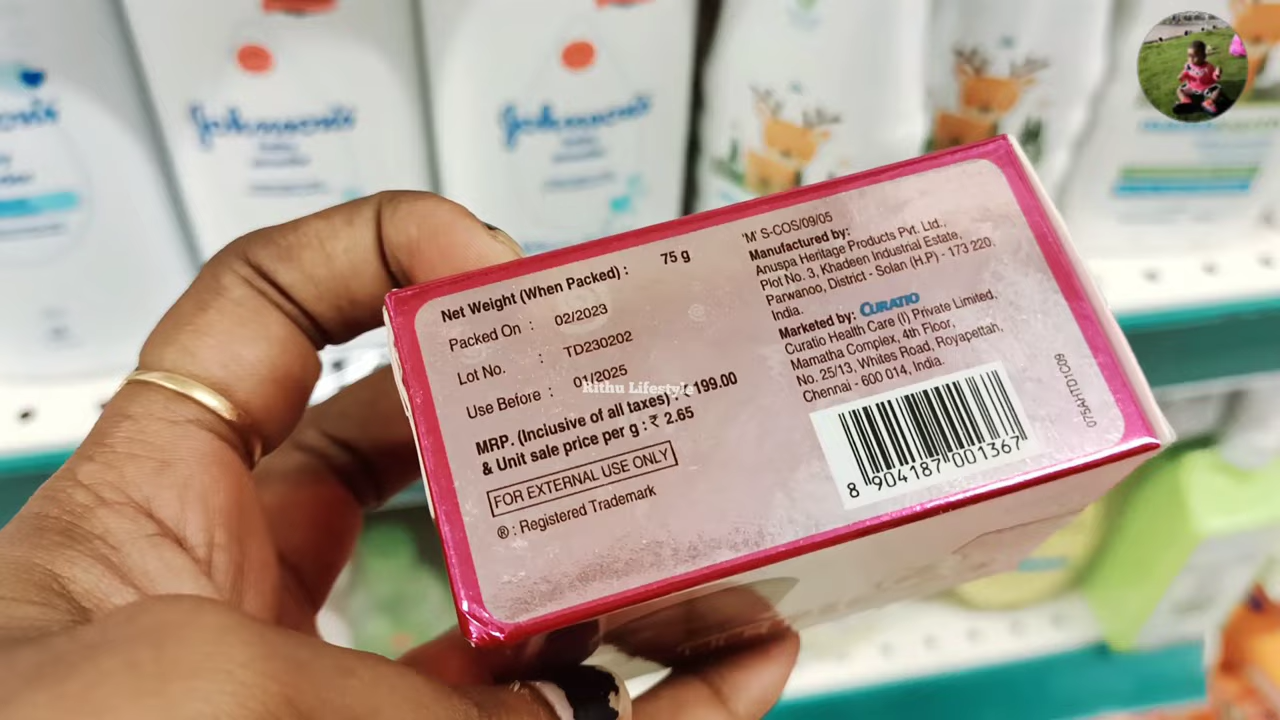 Johnson's
Johnson's
Net Weight (When Packed) : 75 g
Packed On : 02/2023
Lot No. : TD230202
Use Before : 01/2025
MRP. (Inclusive of all taxes) : ₹ 199.00
& Unit sale price per g : ₹ 2.65
FOR EXTERNAL USE ONLY
® : Registered Trademark
'M' S-COS/09/05
Manufactured by:
Anuspa Heritage Products Pvt. Ltd.,
Plot No. 3, Khadeen Industrial Estate,
Parwanoo, District - Solan (H.P) - 173 220,
India.
Marketed by: CURATIO
Curatio Health Care (I) Private Limited,
Mamatha Complex, 4th Floor,
No. 25/13, Whites Road, Royapettah,
Chennai - 600 014, India.
8 904187 001367
075AHTD1C09
Rithu Lifestyle